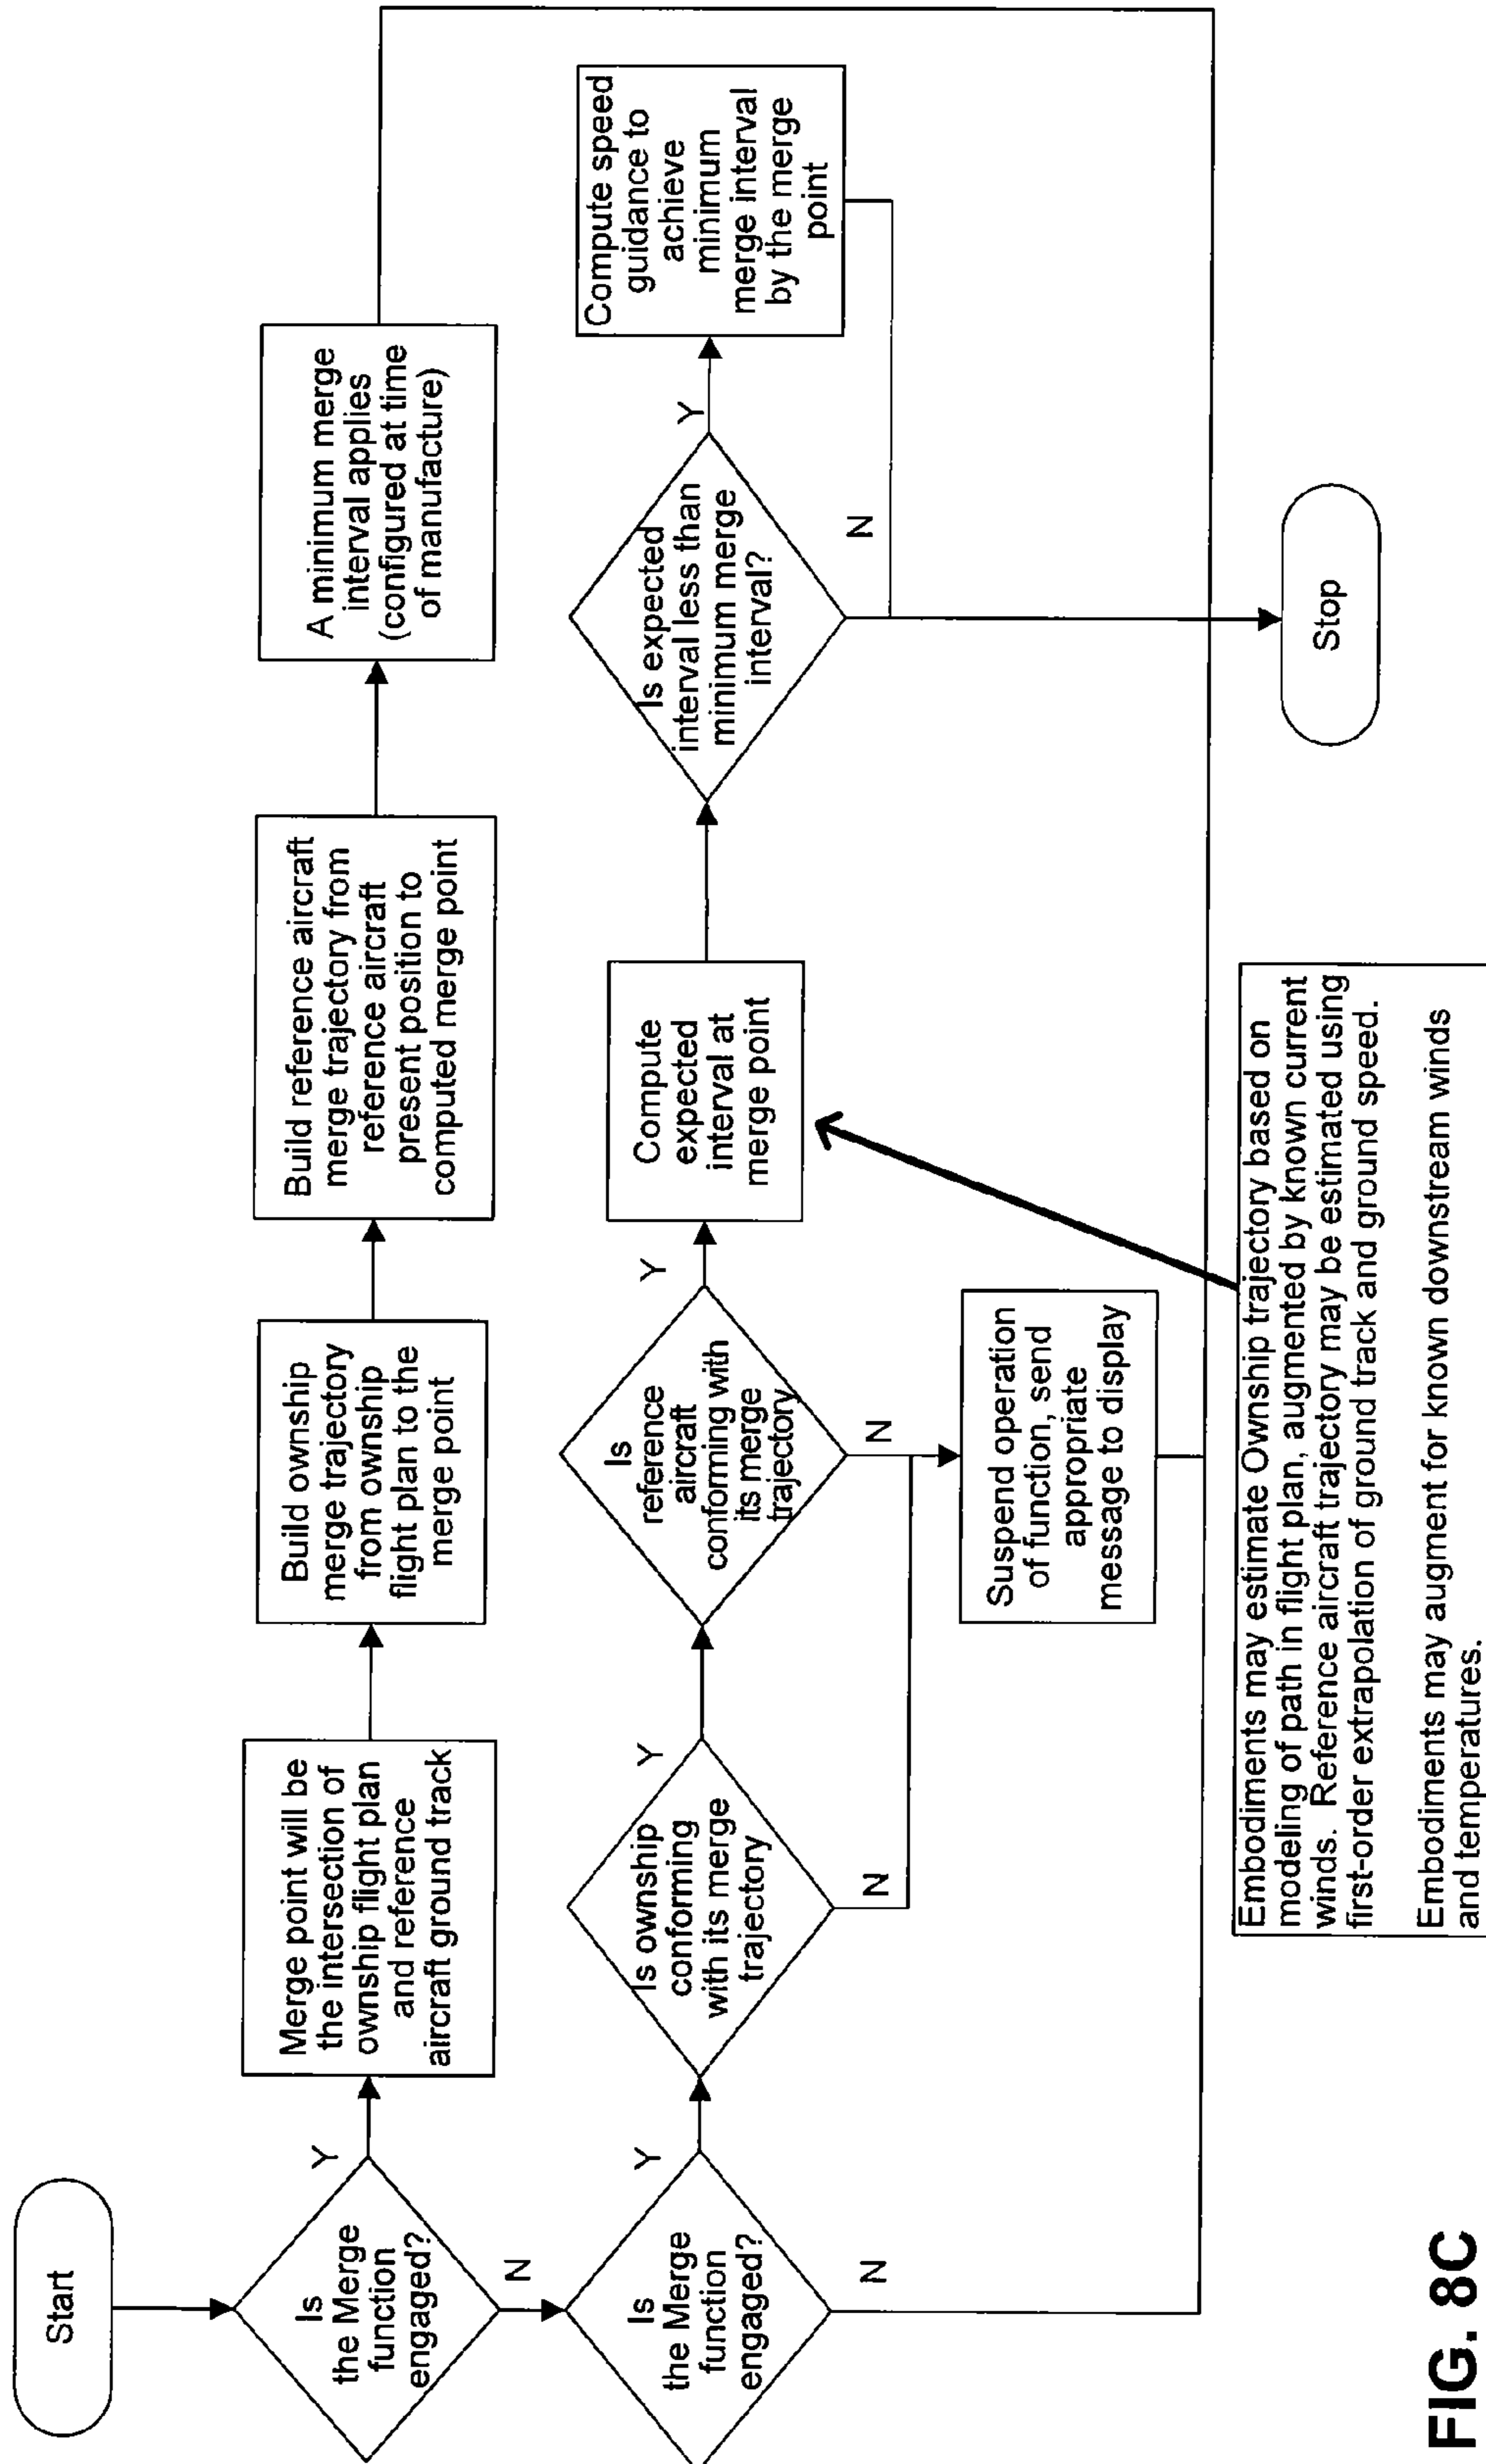 Start
Is
the Merge
function
engaged?
Y
N
Merge point will be
the intersection of
ownship flight plan
and reference
aircraft ground track
Build ownship
merge trajectory
from ownship
flight plan to the
merge point
Build reference aircraft
merge trajectory from
reference aircraft
present position to
computed merge point
A minimum merge
interval applies
(configured at time
of manufacture)
Is
the Merge
function
engaged?
Y
N
Is ownship
conforming
with its merge
trajectory
Y
N
Is
reference
aircraft
conforming with
its merge
trajectory
Y
N
Compute
expected
interval at
merge point
Is expected
interval less than
minimum merge
interval?
Y
N
Compute speed
guidance to
achieve
minimum
merge interval
by the merge
point
Suspend operation
of function, send
appropriate
message to display
Stop
Embodiments may estimate Ownship trajectory based on
modeling of path in flight plan, augmented by known current
winds. Reference aircraft trajectory may be estimated using
first-order extrapolation of ground track and ground speed.
Embodiments may augment for known downstream winds
and temperatures.
FIG. 8C